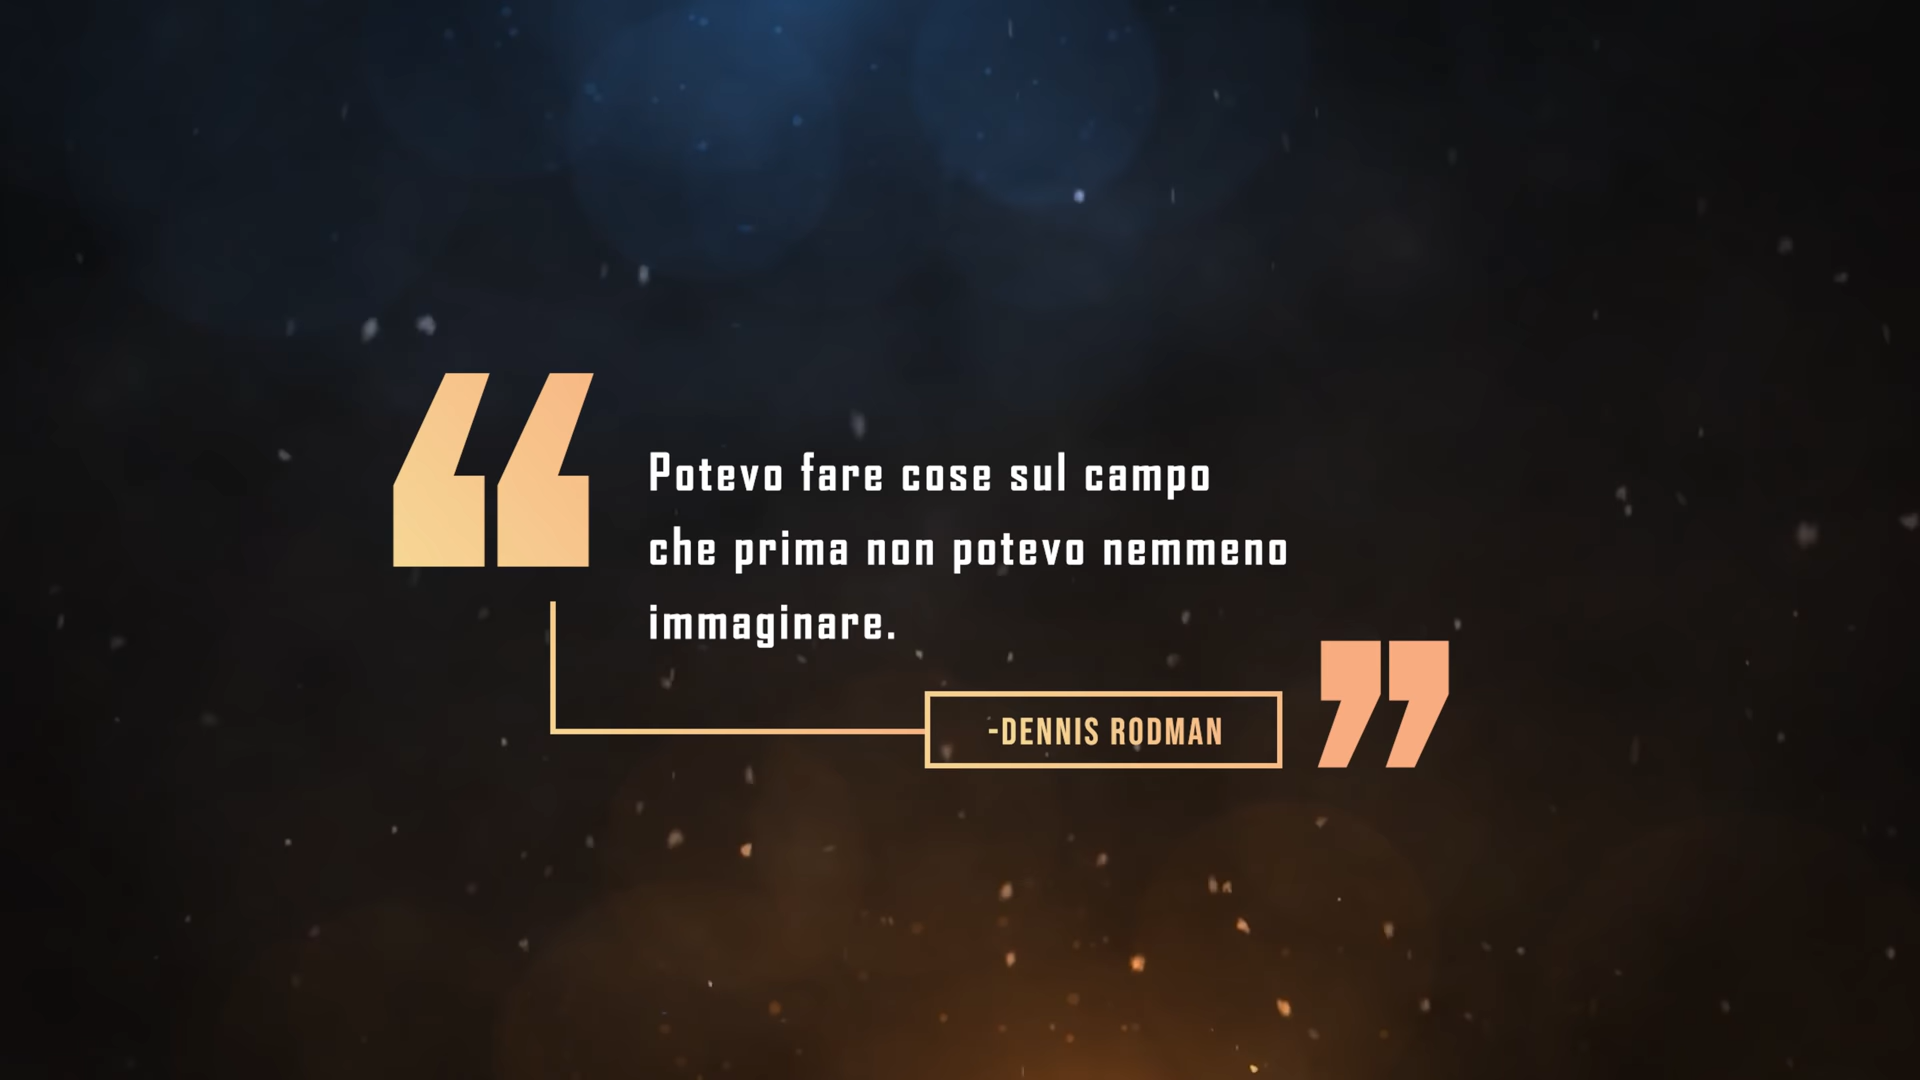 “
Potevo fare cose sul campo
che prima non potevo nemmeno
immaginare.
”
-DENNIS RODMAN